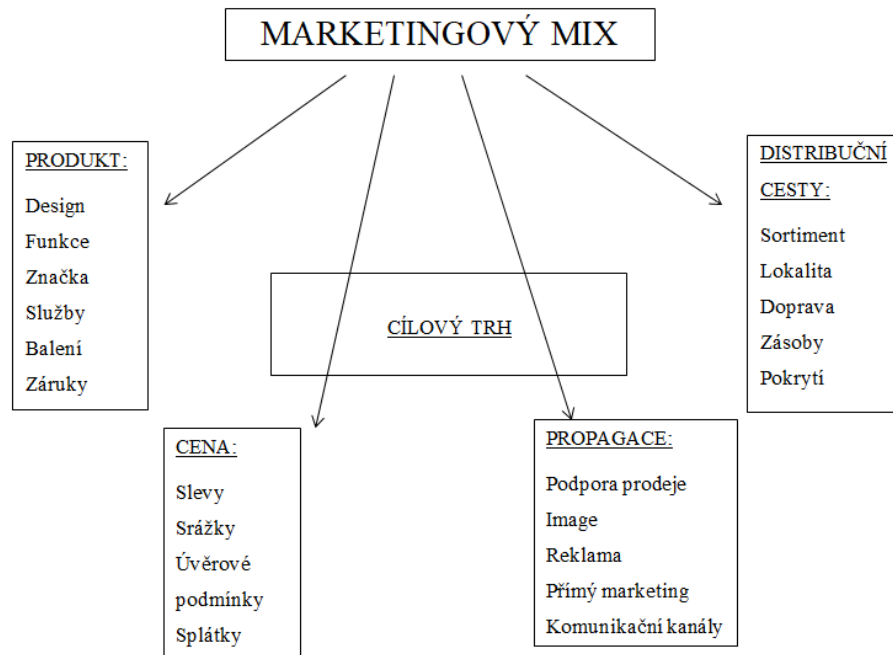 MARKETINGOVÝ MIX
PRODUKT:
Design
Funkce
Značka
Služby
Balení
Záruky
DISTRIBUČNÍ
CESTY:
Sortiment
Lokalita
Doprava
Zásoby
Pokrytí
CÍLOVÝ TRH
CENA:
Slevy
Srážky
Úvěrové
podmínky
Splátky
PROPAGACE:
Podpora prodeje
Image
Reklama
Přímý marketing
Komunikační kanály